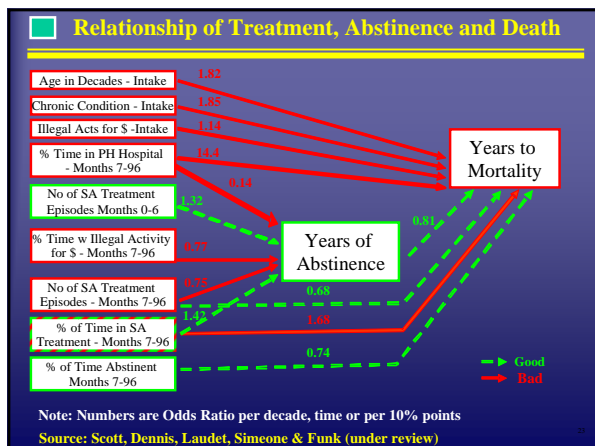 Relationship of Treatment, Abstinence and Death
Age in Decades - Intake
1.82
Chronic Condition - Intake
1.85
Illegal Acts for $ -Intake
1.14
% Time in PH Hospital
- Months 7-96
14.4
0.14
No of SA Treatment
Episodes Months 0-6
1.32
% Time w Illegal Activity
for $ - Months 7-96
0.77
No of SA Treatment
Episodes - Months 7-96
0.75
0.68
% of Time in SA
Treatment - Months 7-96
1.42
1.68
% of Time Abstinent
Months 7-96
0.74
Years of
Abstinence
0.81
Years to
Mortality
Good
Bad
Note: Numbers are Odds Ratio per decade, time or per 10% points
Source: Scott, Dennis, Laudet, Simeone & Funk (under review)